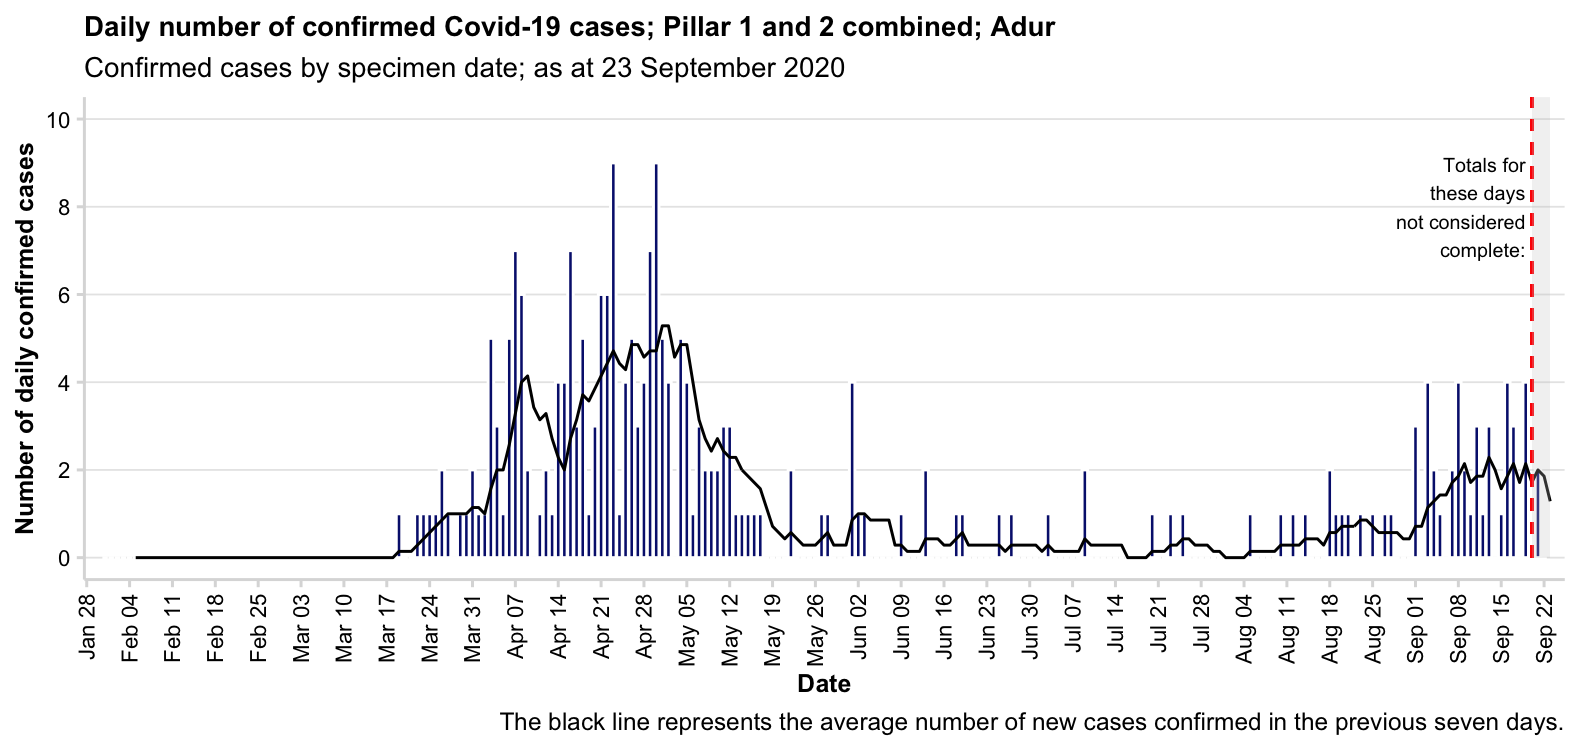 Daily number of confirmed Covid-19 cases; Pillar 1 and 2 combined; Adur
Confirmed cases by specimen date; as at 23 September 2020
Number of daily confirmed cases
10
8
6
4
2
0
Totals for
these days
not considered
complete:
Jan 28
Feb 04
Feb 11
Feb 18
Feb 25
Mar 03
Mar 10
Mar 17
Mar 24
Mar 31
Apr 07
Apr 14
Apr 21
Apr 28
May 05
May 12
May 19
May 26
Jun 02
Jun 09
Jun 16
Jun 23
Jun 30
Jul 07
Jul 14
Jul 21
Jul 28
Aug 04
Aug 11
Aug 18
Aug 25
Sep 01
Sep 08
Sep 15
Sep 22
Date
The black line represents the average number of new cases confirmed in the previous seven days.